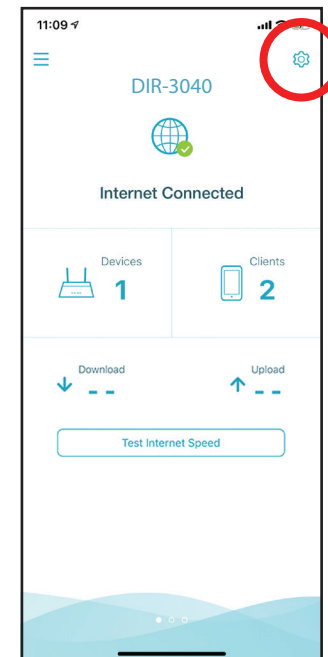 11:09
DIR-3040
Internet Connected
Devices
1
Clients
2
Download
--
Upload
--
Test Internet Speed